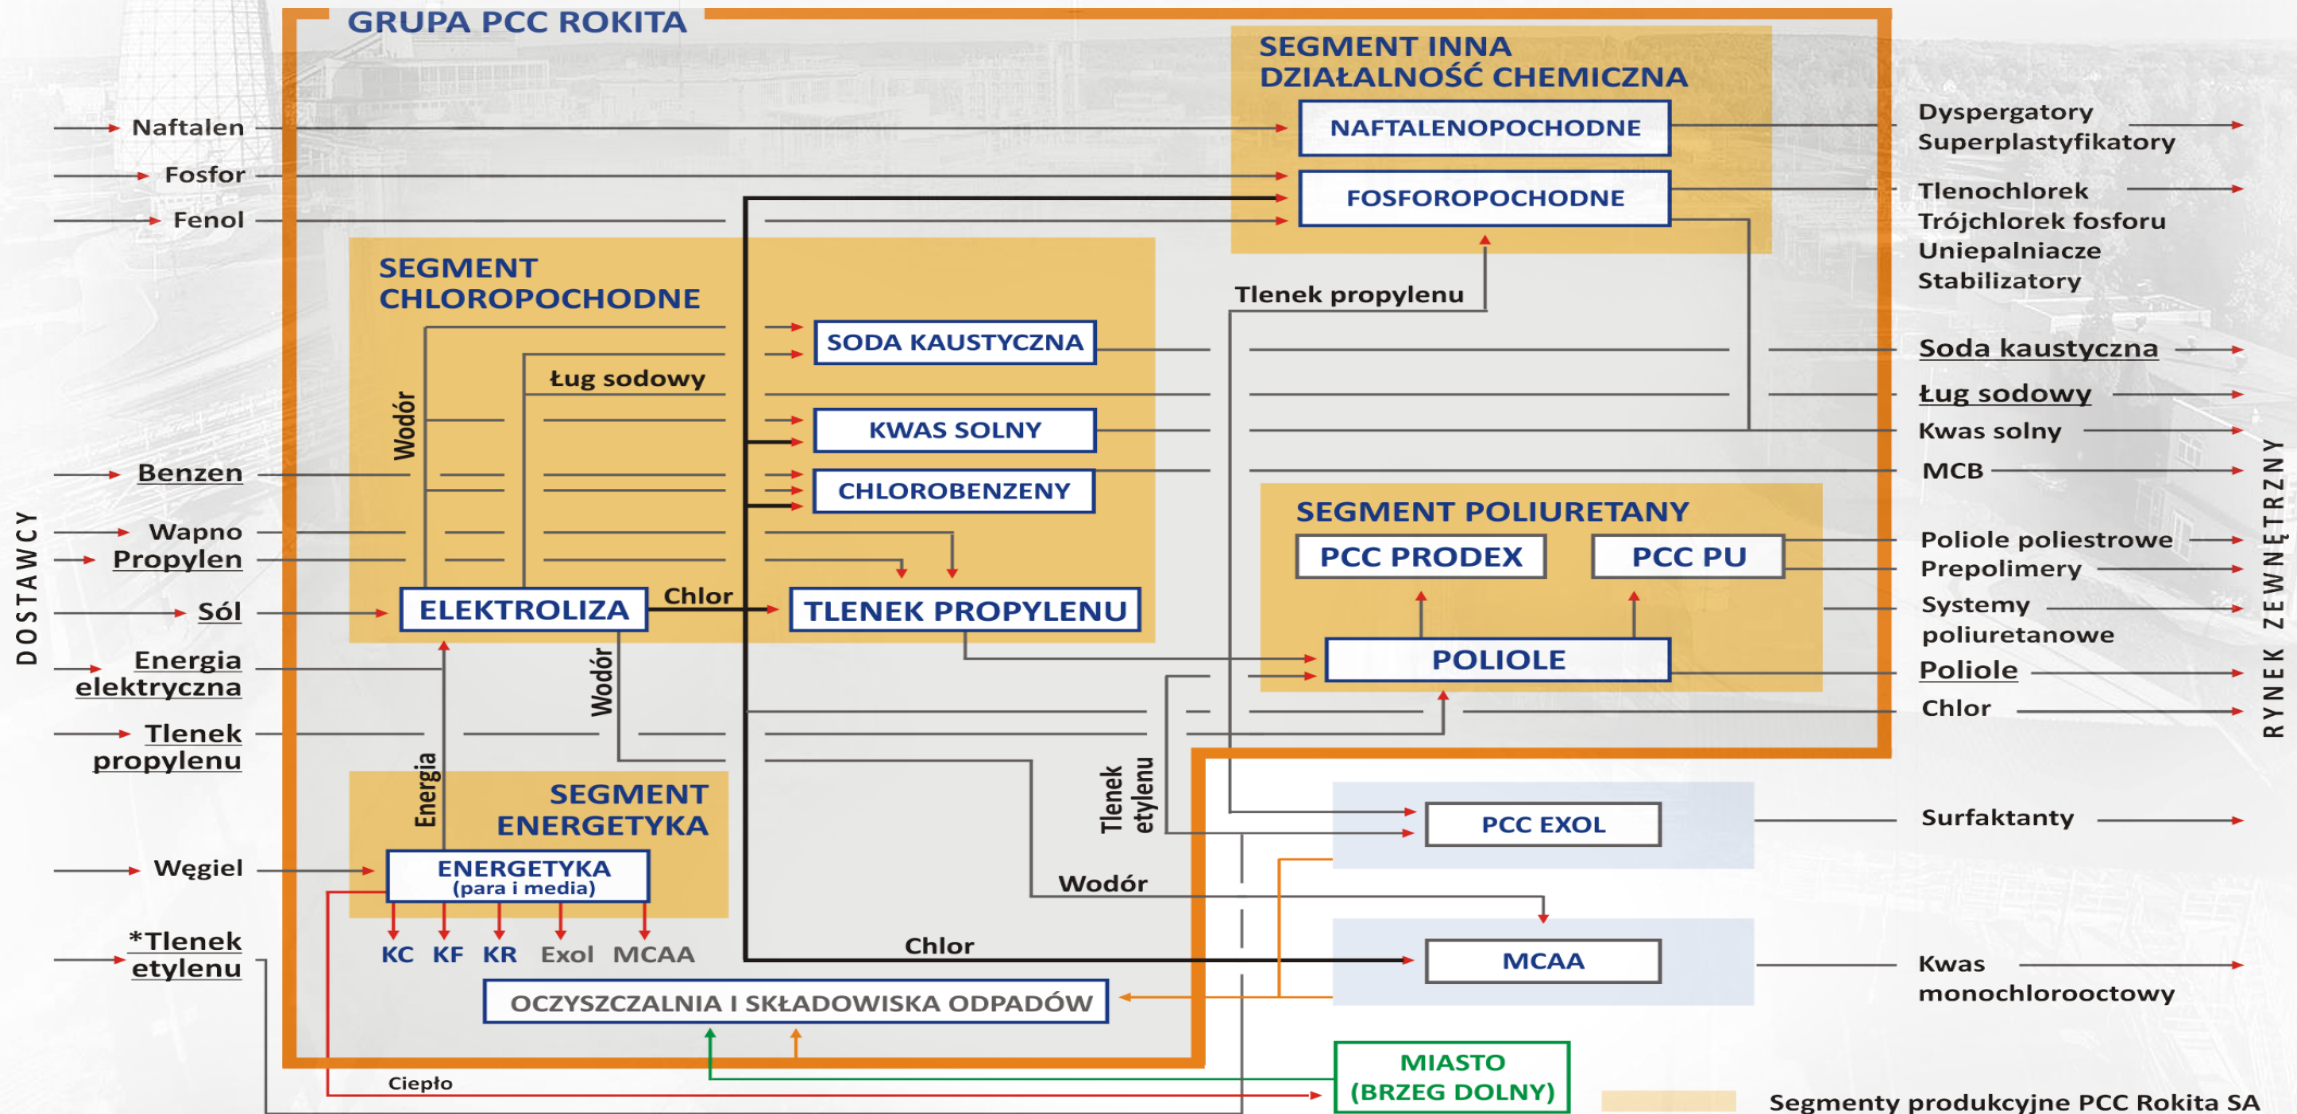 GRUPA PCC ROKITA
SEGMENT INNA
DZIAŁALNOŚĆ CHEMICZNA
NAFTALENOPOCHODNE
FOSFOROPOCHODNE
Tlenek propylenu
DOSTAWCY
Naftalen
Fosfor
Fenol
Benzen
Wapno
Propylen
Sól
Energia
elektryczna
Tlenek
propylenu
Węgiel
*Tlenek
etylenu
SEGMENT
CHLOROPOCHODNE
Wodór
Ług sodowy
SODA KAUSTYCZNA
KWAS SOLNY
CHLOROBENZENY
ELEKTROLIZA
Chlor
TLENEK PROPYLENU
Wodór
Energia
SEGMENT
ENERGETYKA
ENERGETYKA
(para i media)
KC
KF
KR
Exol
MCAA
OCZYSZCZALNIA I SKŁADOWISKA ODPADÓW
Ciepło
Chlor
Wodór
Tlenek
etylenu
SEGMENT POLIURETANY
PCC PRODEX
PCC PU
POLIOLE
PCC EXOL
MCAA
MIASTO
(BRZEG DOLNY)
Dyspergatory
Superplastyfikatory
Tlenochlorek
Trójchlorek fosforu
Uniepalniacze
Stabilizatory
Soda kaustyczna
Ług sodowy
Kwas solny
MCB
Poliole poliestrowe
Prepolimery
Systemy
poliuretanowe
Poliole
Chlor
Surfaktanty
Kwas
monochlorooctowy
RYNEK ZEWNĘTRZNY
Segmenty produkcyjne PCC Rokita SA